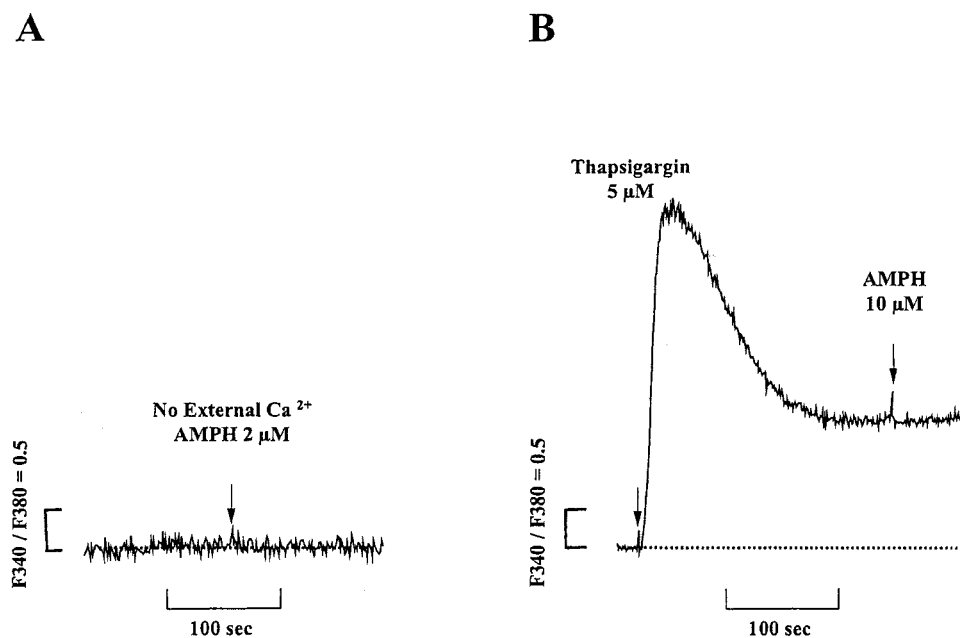 A
No External Ca 2+
AMPH 2 μM
F340 / F380 = 0.5
100 sec
B
Thapsigargin
5 μM
AMPH
10 μM
F340 / F380 = 0.5
100 sec